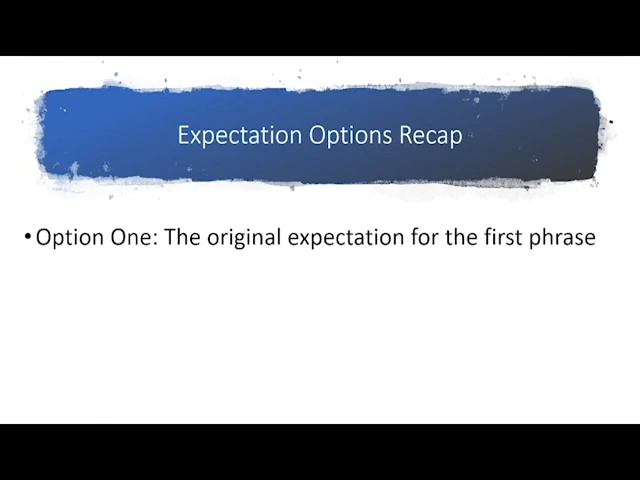 Expectation Options Recap
•Option One: The original expectation for the first phrase